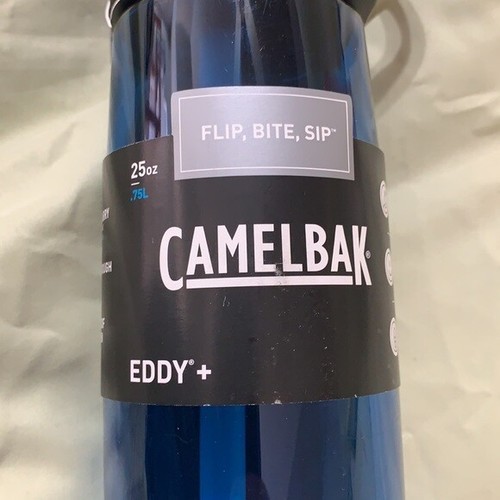 FLIP, BITE, SIP™
25oz
.75L
CAMELBAK®
EDDY®+